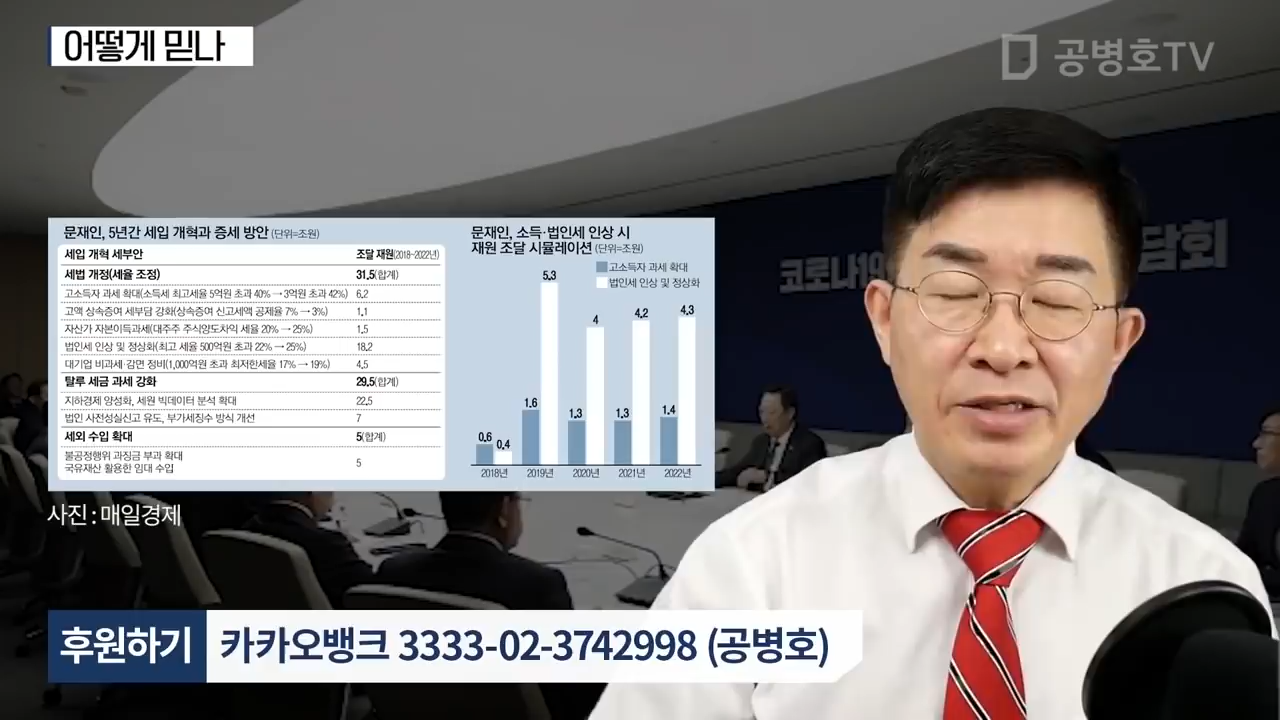 어떻게 믿나
공병호TV
코로나19
담회
문재인, 5년간 세입 개혁과 증세 방안 (단위=조원)
세입 개혁 세부안 조달 재원(2018~2022년)
세법 개정(세율 조정) 31.5(합계)
고소득자 과세 확대(소득세 최고세율 5억원 초과 40% → 3억원 초과 42%) 6.2
고액 상속증여 세부담 강화(상속증여 신고세액 공제율 7% → 3%) 1.1
자산가 자본이득과세(대주주 주식양도차익 세율 20% → 25%) 1.5
법인세 인상 및 정상화(최고 세율 500억원 초과 22% → 25%) 18.2
대기업 비과세·감면 정비(1,000억원 초과 최저한세율 17% → 19%) 4.5
탈루 세금 과세 강화 29.5(합계)
지하경제 양성화, 세원 빅데이터 분석 확대 22.5
법인 사전성실신고 유도, 부가세징수 방식 개선 7
세외 수입 확대 5(합계)
불공정행위 과징금 부과 확대
국유재산 활용한 임대 수입 5
문재인, 소득·법인세 인상 시
재원 조달 시뮬레이션 (단위=조원)
고소득자 과세 확대
법인세 인상 및 정상화
0.6 0.4 1.6 5.3 1.3 4 1.3 4.2 1.4 4.3
2018년 2019년 2020년 2021년 2022년
사진 : 매일경제
후원하기 카카오뱅크 3333-02-3742998 (공병호)